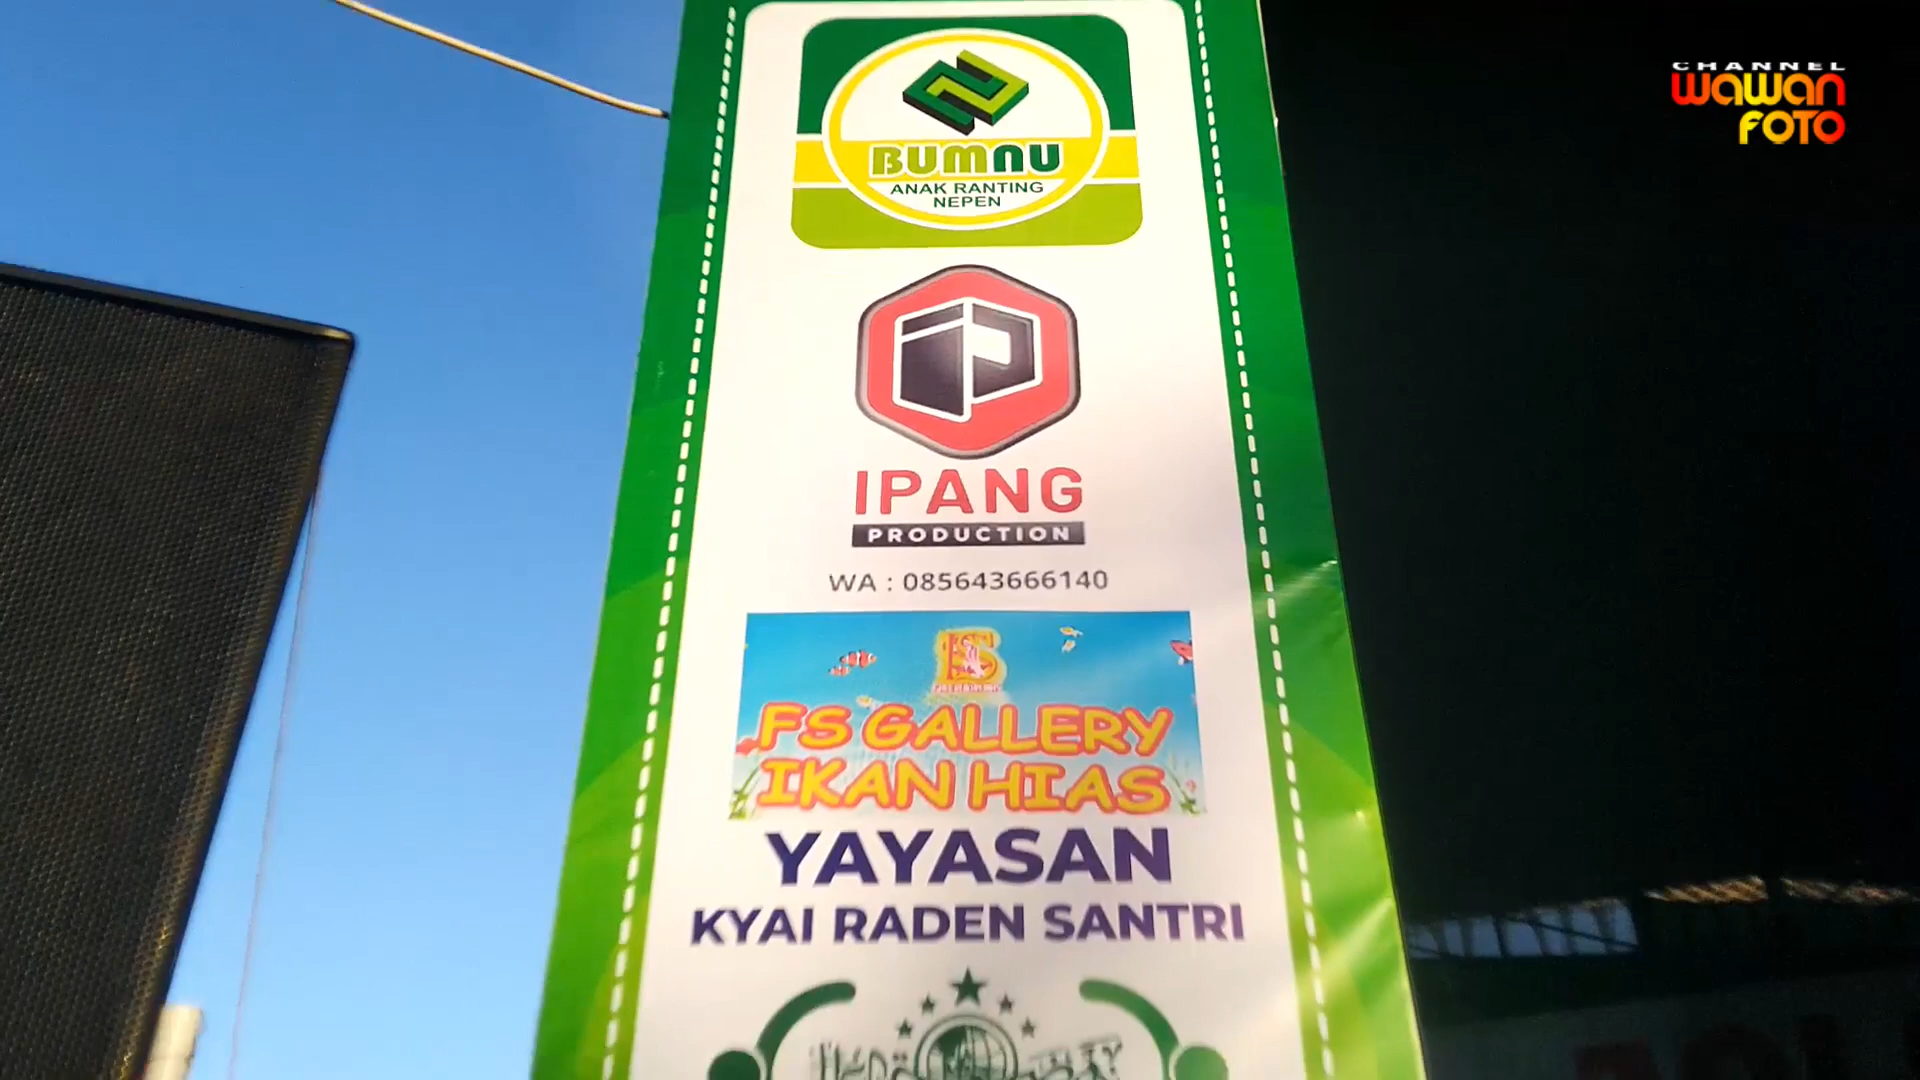 CHANNEL
WAWAN
FOTO
BUMNU
ANAK RANTING
NEPEN
IPANG
PRODUCTION
WA : 085643666140
FS GALLERY
IKAN HIAS
YAYASAN
KYAI RADEN SANTRI